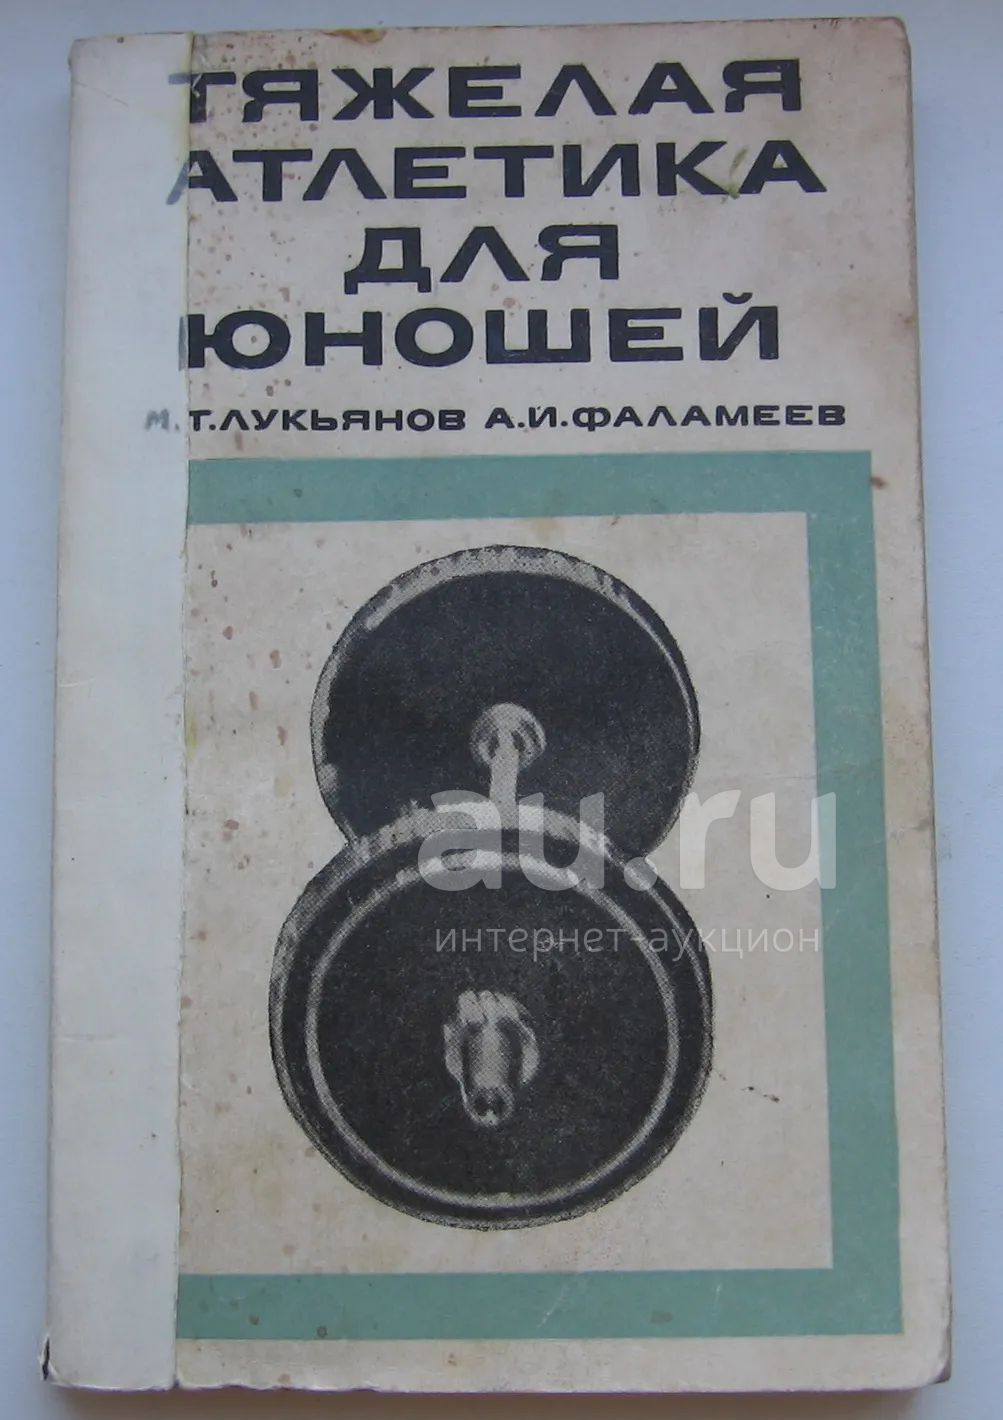 ТЯЖЕЛАЯ
АТЛЕТИКА
ДЛЯ
ЮНОШЕЙ
М.Т.ЛУКЬЯНОВ А.И.ФАЛАМЕЕВ
au.ru
интернет-аукцион